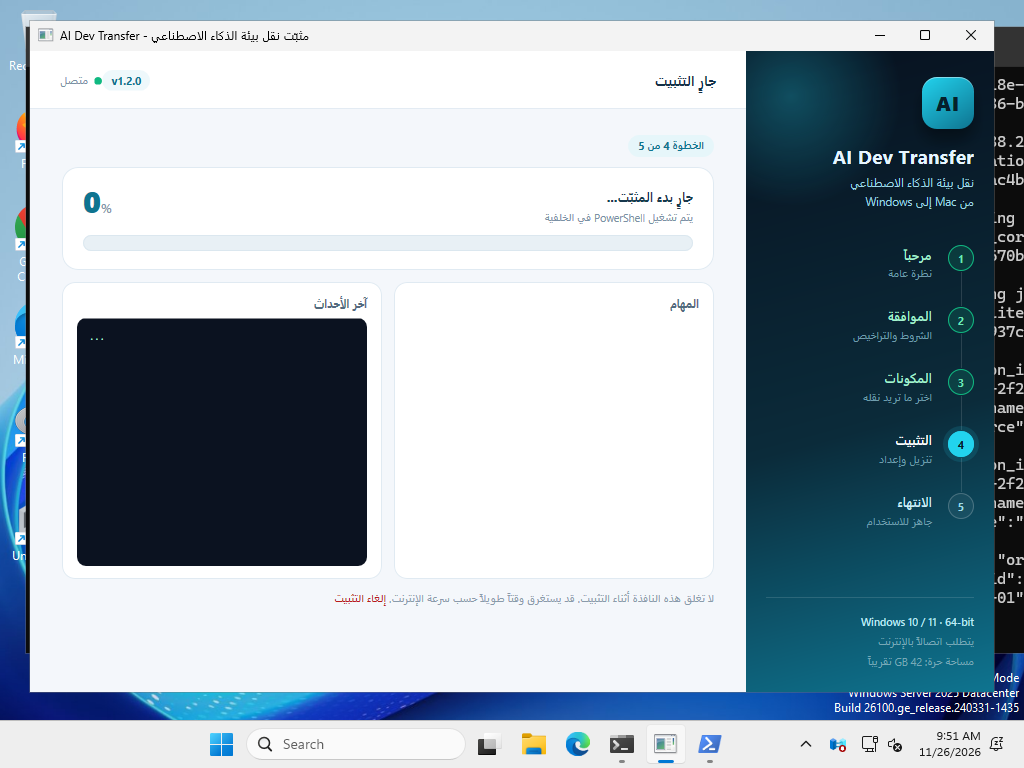 AI Dev Transfer - مثبّت نقل بيئة الذكاء الاصطناعي
جارٍ التثبيت
v1.2.0
متصل
الخطوة 4 من 5
جارٍ بدء المثبّت...
يتم تشغيل PowerShell في الخلفية
0%
المهام
آخر الأحداث
...
لا تغلق هذه النافذة أثناء التثبيت. قد يستغرق وقتاً طويلاً حسب سرعة الإنترنت. إلغاء التثبيت
AI
AI Dev Transfer
نقل بيئة الذكاء الاصطناعي
من Mac إلى Windows
1
مرحباً
نظرة عامة
2
الموافقة
الشروط والتراخيص
3
المكونات
اختر ما تريد نقله
4
التثبيت
تنزيل وإعداد
5
الانتهاء
جاهز للاستخدام
Windows 10 / 11 · 64-bit
يتطلب اتصالاً بالإنترنت
مساحة حرة: 42 GB تقريباً
Mode
Windows Server 2025 Datacenter
Build 26100.ge_release.240331-1435
Search
9:51 AM
11/26/2026